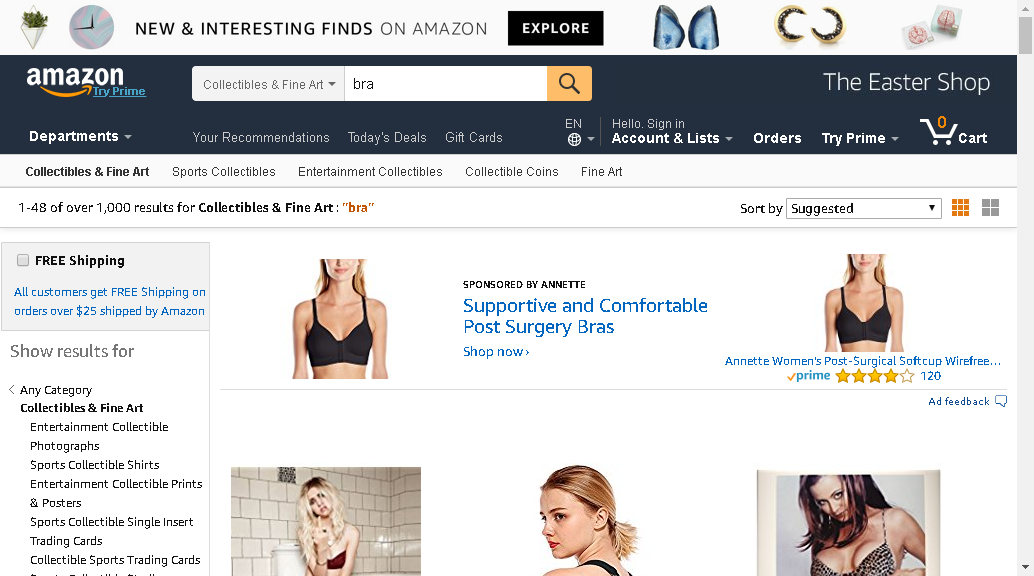 NEW & INTERESTING FINDS ON AMAZON EXPLORE
amazon
Try Prime
Collectibles & Fine Art
bra
The Easter Shop
Departments
Your Recommendations Today's Deals Gift Cards
EN
Hello. Sign in
Account & Lists
Orders
Try Prime
0
Cart
Collectibles & Fine Art Sports Collectibles Entertainment Collectibles Collectible Coins Fine Art
1-48 of over 1,000 results for Collectibles & Fine Art : "bra"
Sort by Suggested
FREE Shipping
All customers get FREE Shipping on
orders over $25 shipped by Amazon
Show results for
Any Category
Collectibles & Fine Art
Entertainment Collectible
Photographs
Sports Collectible Shirts
Entertainment Collectible Prints
& Posters
Sports Collectible Single Insert
Trading Cards
Collectible Sports Trading Cards
SPONSORED BY ANNETTE
Supportive and Comfortable
Post Surgery Bras
Shop now ›
Annette Women's Post-Surgical Softcup Wirefree...
prime 120
Ad feedback